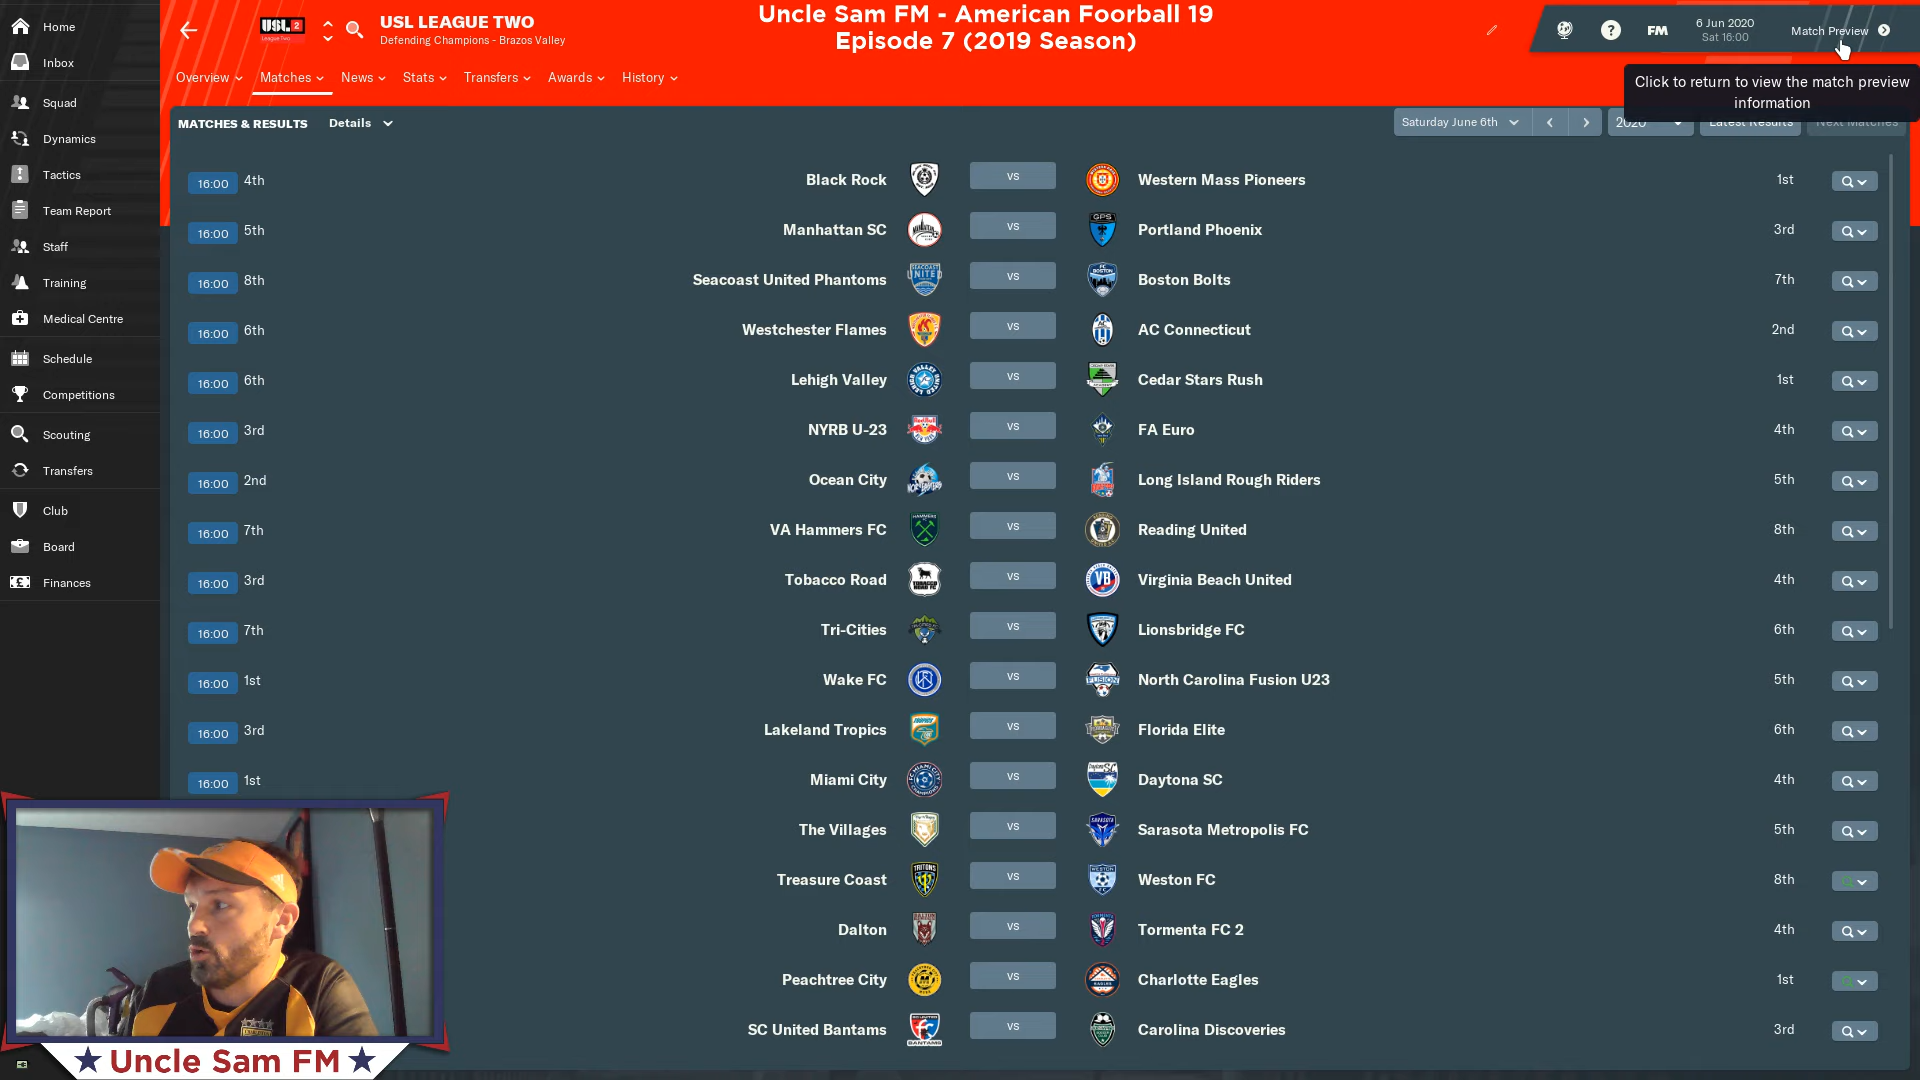 Home
Inbox
Squad
Dynamics
Tactics
Team Report
Staff
Training
Medical Centre
Schedule
Competitions
Scouting
Transfers
Club
Board
Finances
USL 2
USL LEAGUE TWO
Defending Champions - Brazos Valley
Uncle Sam FM - American Foorball 19
Episode 7 (2019 Season)
? FM
6 Jun 2020
Sat 16:00
Match Preview
Click to return to view the match preview
information
Overview Matches News Stats Transfers Awards History
MATCHES & RESULTS Details Saturday June 6th 2020 Latest Results Next Matches
16:00 4th Black Rock vs Western Mass Pioneers 1st
16:00 5th Manhattan SC vs Portland Phoenix 3rd
16:00 8th Seacoast United Phantoms vs Boston Bolts 7th
16:00 6th Westchester Flames vs AC Connecticut 2nd
16:00 6th Lehigh Valley vs Cedar Stars Rush 1st
16:00 3rd NYRB U-23 vs FA Euro 4th
16:00 2nd Ocean City vs Long Island Rough Riders 5th
16:00 7th VA Hammers FC vs Reading United 8th
16:00 3rd Tobacco Road vs Virginia Beach United 4th
16:00 7th Tri-Cities vs Lionsbridge FC 6th
16:00 1st Wake FC vs North Carolina Fusion U23 5th
16:00 3rd Lakeland Tropics vs Florida Elite 6th
16:00 1st Miami City vs Daytona SC 4th
The Villages vs Sarasota Metropolis FC 5th
Treasure Coast vs Weston FC 8th
Dalton vs Tormenta FC 2 4th
Peachtree City vs Charlotte Eagles 1st
SC United Bantams vs Carolina Discoveries 3rd
Uncle Sam FM